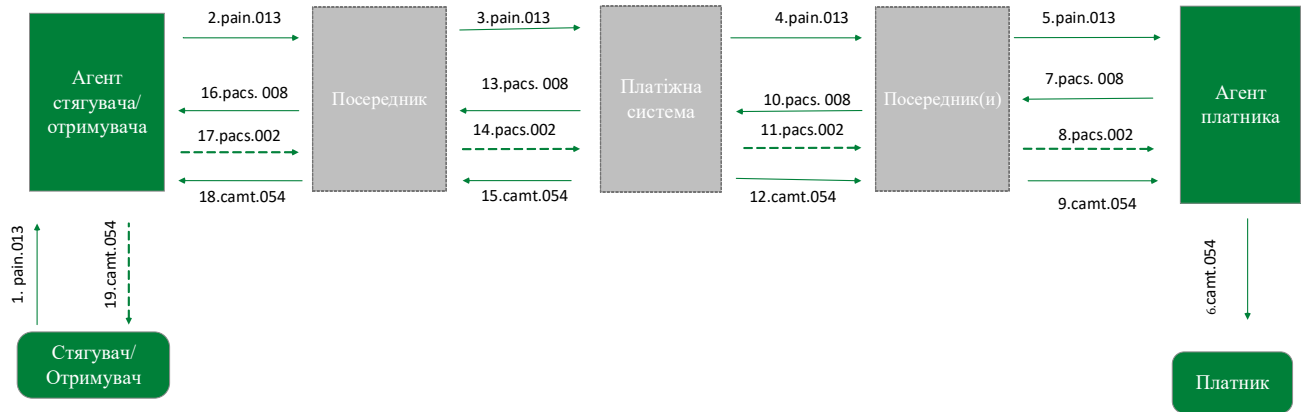 2.pain.013
3.pain.013
4.pain.013
5.pain.013
Агент
стягувача/
отримувача
Посередник
Платіжна
система
Посередник(и)
Агент
платника
16.pacs. 008
13.pacs. 008
10.pacs. 008
7.pacs. 008
17.pacs.002
14.pacs.002
11.pacs.002
8.pacs.002
18.camt.054
15.camt.054
12.camt.054
9.camt.054
1. pain.013
19.camt.054
6.camt.054
Стягувач/
Отримувач
Платник